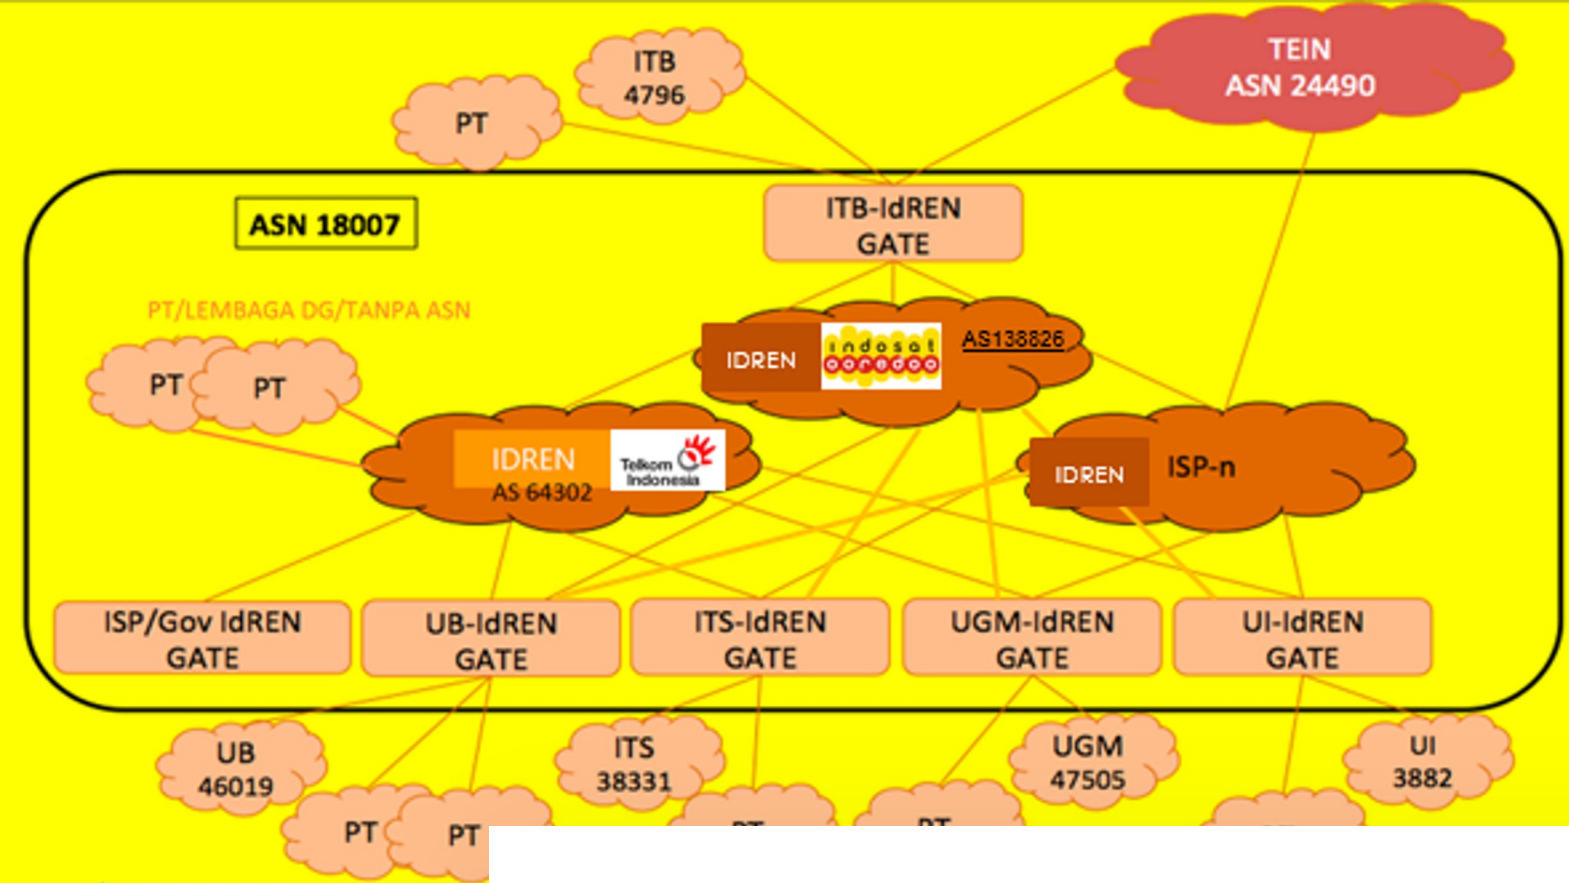 ITB
4796
TEIN
ASN 24490
PT
ITB-IdREN
GATE
ASN 18007
PT/LEMBAGA DG/TANPA ASN
PT
PT
IDREN
indosat
ooredoo
AS138826
IDREN
AS 64302
Telkom
Indonesia
IDREN
ISP-n
ISP/Gov IdREN
GATE
UB-IdREN
GATE
ITS-IdREN
GATE
UGM-IdREN
GATE
UI-IdREN
GATE
UB
46019
ITS
38331
UGM
47505
UI
3882
PT
PT
PT
PT